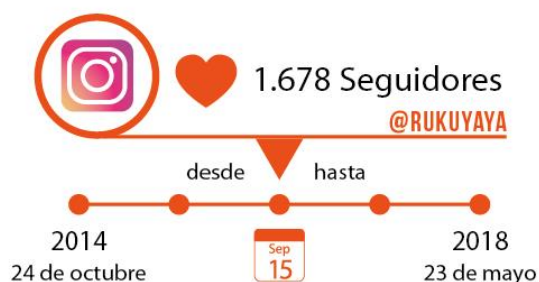 1.678 Seguidores
@RUKUYAYA
desde hasta
2014
24 de octubre
Sep
15
2018
23 de mayo